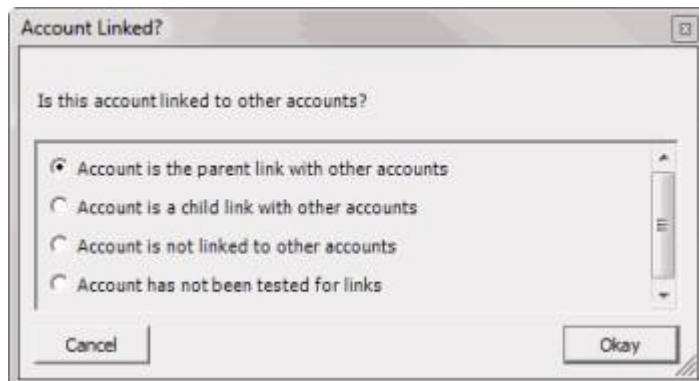 Account Linked?
Is this account linked to other accounts?
Account is the parent link with other accounts
Account is a child link with other accounts
Account is not linked to other accounts
Account has not been tested for links
Cancel
Okay